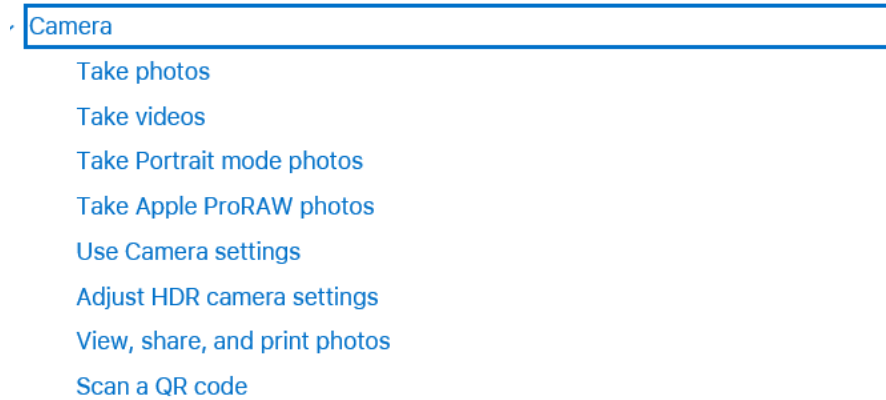 Camera
Take photos
Take videos
Take Portrait mode photos
Take Apple ProRAW photos
Use Camera settings
Adjust HDR camera settings
View, share, and print photos
Scan a QR code